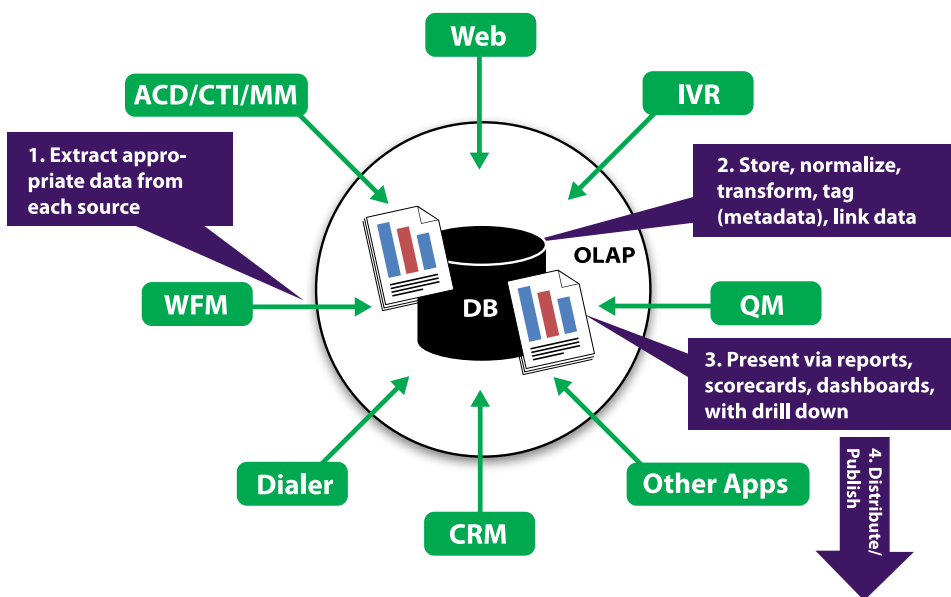 Web
ACD/CTI/MM
IVR
1. Extract appro-
priate data from
each source
2. Store, normalize,
transform, tag
(metadata), link data
OLAP
DB
WFM
QM
3. Present via reports,
scorecards, dashboards,
with drill down
Dialer
CRM
Other Apps
4. Distribute/
Publish